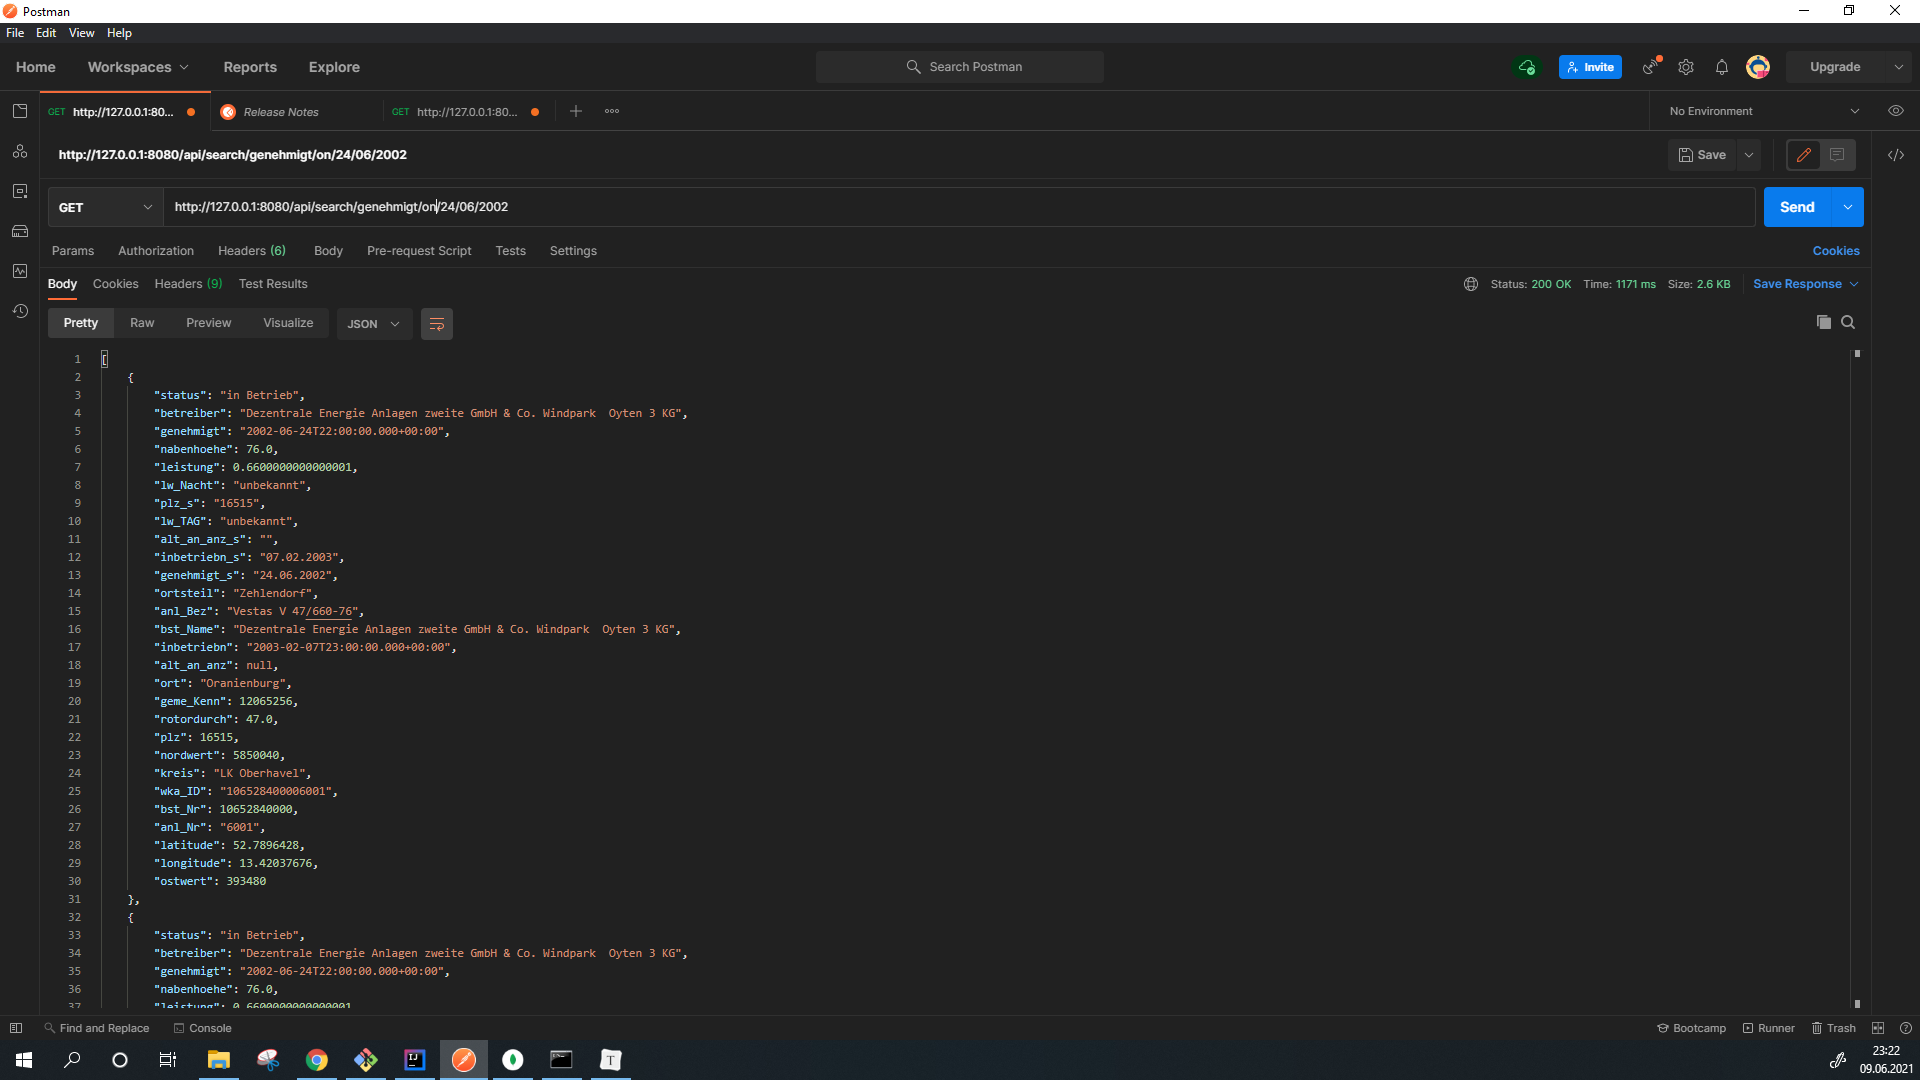 Postman
File Edit View Help
Home Workspaces Reports Explore Search Postman Invite Upgrade
GET http://127.0.0.1:80... Release Notes GET http://127.0.0.1:80... No Environment
http://127.0.0.1:8080/api/search/genehmigt/on/24/06/2002 Save
GET http://127.0.0.1:8080/api/search/genehmigt/on/24/06/2002 Send
Params Authorization Headers (6) Body Pre-request Script Tests Settings Cookies
Body Cookies Headers (9) Test Results Status: 200 OK Time: 1171 ms Size: 2.6 KB Save Response
Pretty Raw Preview Visualize JSON
1 [
2 {
3 "status": "in Betrieb",
4 "betreiber": "Dezentrale Energie Anlagen zweite GmbH & Co. Windpark  Oyten 3 KG",
5 "genehmigt": "2002-06-24T22:00:00.000+00:00",
6 "nabenhoehe": 76.0,
7 "leistung": 0.6600000000000001,
8 "lw_Nacht": "unbekannt",
9 "plz_s": "16515",
10 "lw_TAG": "unbekannt",
11 "alt_an_anz_s": "",
12 "inbetriebn_s": "07.02.2003",
13 "genehmigt_s": "24.06.2002",
14 "ortsteil": "Zehlendorf",
15 "anl_Bez": "Vestas V 47/660-76",
16 "bst_Name": "Dezentrale Energie Anlagen zweite GmbH & Co. Windpark  Oyten 3 KG",
17 "inbetriebn": "2003-02-07T23:00:00.000+00:00",
18 "alt_an_anz": null,
19 "ort": "Oranienburg",
20 "geme_Kenn": 12065256,
21 "rotordurch": 47.0,
22 "plz": 16515,
23 "nordwert": 5850040,
24 "kreis": "LK Oberhavel",
25 "wka_ID": "106528400006001",
26 "bst_Nr": 10652840000,
27 "anl_Nr": "6001",
28 "latitude": 52.7896428,
29 "longitude": 13.42037676,
30 "ostwert": 393480
31 },
32 {
33 "status": "in Betrieb",
34 "betreiber": "Dezentrale Energie Anlagen zweite GmbH & Co. Windpark  Oyten 3 KG",
35 "genehmigt": "2002-06-24T22:00:00.000+00:00",
36 "nabenhoehe": 76.0,
37 "leistung": 0.6600000000000001
Find and Replace Console Bootcamp Runner Trash
23:22
09.06.2021